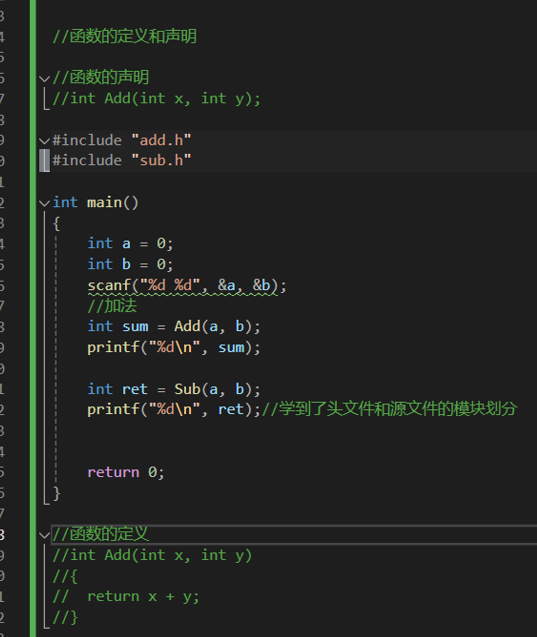 //函数的定义和声明
//函数的声明
//int Add(int x, int y);
#include "add.h"
#include "sub.h"
int main()
{
int a = 0;
int b = 0;
scanf("%d %d", &a, &b);
//加法
int sum = Add(a, b);
printf("%d\n", sum);
int ret = Sub(a, b);
printf("%d\n", ret);//学到了头文件和源文件的模块划分
return 0;
}
//函数的定义
//int Add(int x, int y)
//{
// return x + y;
//}